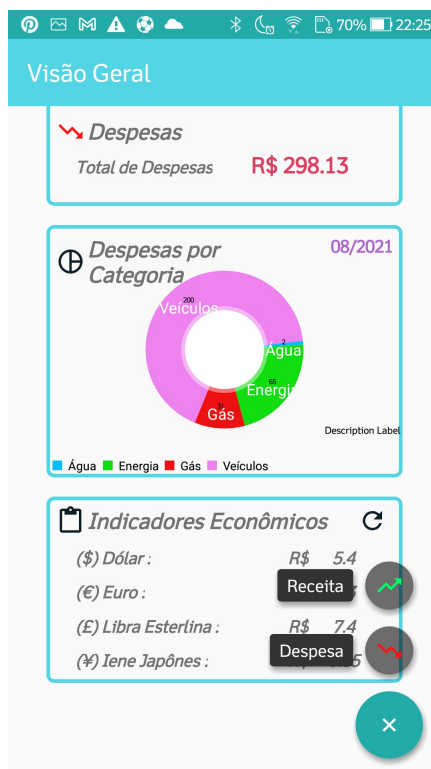 70% 22:25
Visão Geral
Despesas
Total de Despesas R$ 298.13
Despesas por
Categoria
08/2021
200
Veículos
2
Água
65
Energia
Gás
Description Label
Água Energia Gás Veículos
Indicadores Econômicos
($) Dólar : R$ 5.4
(€) Euro :
Receita
(£) Libra Esterlina : R$ 7.4
Despesa
(¥) Iene Japônes :